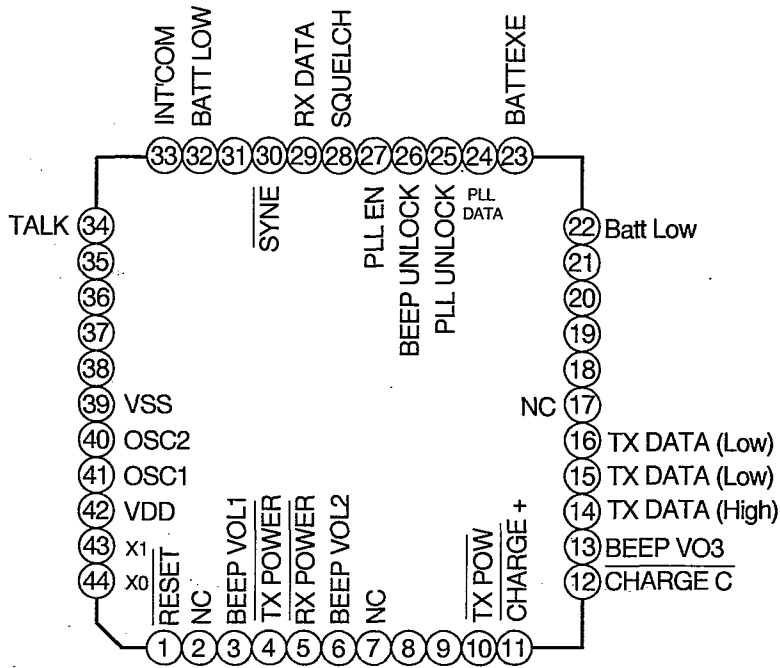 INT'COM
BATT LOW
RX DATA
SQUELCH
BATTEXE
33 32 31 30 29 28 27 26 25 24 23
SYNE
PLL EN
BEEP UNLOCK
PLL UNLOCK
PLL
DATA
TALK 34
35
36
37
38
39 VSS
40 OSC2
41 OSC1
42 VDD
43 X1
44 X0
22 Batt Low
21
20
19
18
NC 17
16 TX DATA (Low)
15 TX DATA (Low)
14 TX DATA (High)
13 BEEP VO3
12 CHARGE C
RESET
NC
BEEP VOL1
TX POWER
RX POWER
BEEP VOL2
NC
TX POW
CHARGE +
1 2 3 4 5 6 7 8 9 10 11